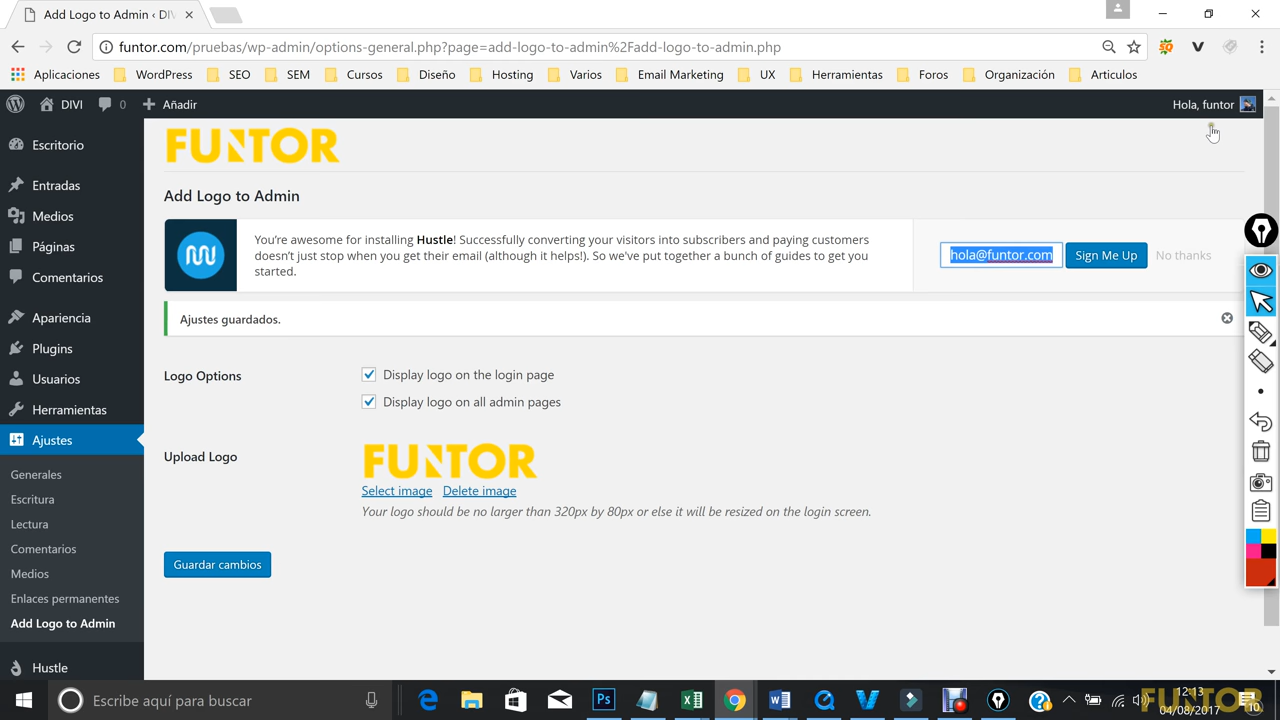 Add Logo to Admin ‹ DIVI
funtor.com/pruebas/wp-admin/options-general.php?page=add-logo-to-admin%2Fadd-logo-to-admin.php
Aplicaciones WordPress SEO SEM Cursos Diseño Hosting Varios Email Marketing UX Herramientas Foros Organización Articulos
DIVI 0 Añadir Hola, funtor
FUNTOR
Escritorio
Entradas
Medios
Páginas
Comentarios
Apariencia
Plugins
Usuarios
Herramientas
Ajustes
Generales
Escritura
Lectura
Comentarios
Medios
Enlaces permanentes
Add Logo to Admin
Hustle
Add Logo to Admin
You're awesome for installing Hustle! Successfully converting your visitors into subscribers and paying customers
doesn't just stop when you get their email (although it helps!). So we've put together a bunch of guides to get you
started.
hola@funtor.com Sign Me Up No thanks
Ajustes guardados.
Logo Options
Display logo on the login page
Display logo on all admin pages
Upload Logo
FUNTOR
Select image Delete image
Your logo should be no larger than 320px by 80px or else it will be resized on the login screen.
Guardar cambios
Escribe aquí para buscar
12:13
04/08/2017
10
FUNTOR